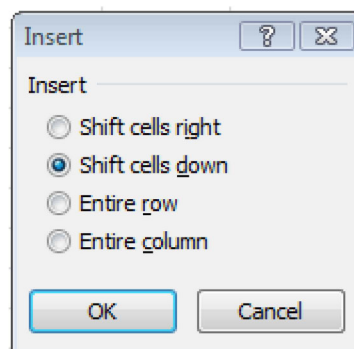 Insert
Insert
Shift cells right
Shift cells down
Entire row
Entire column
OK
Cancel